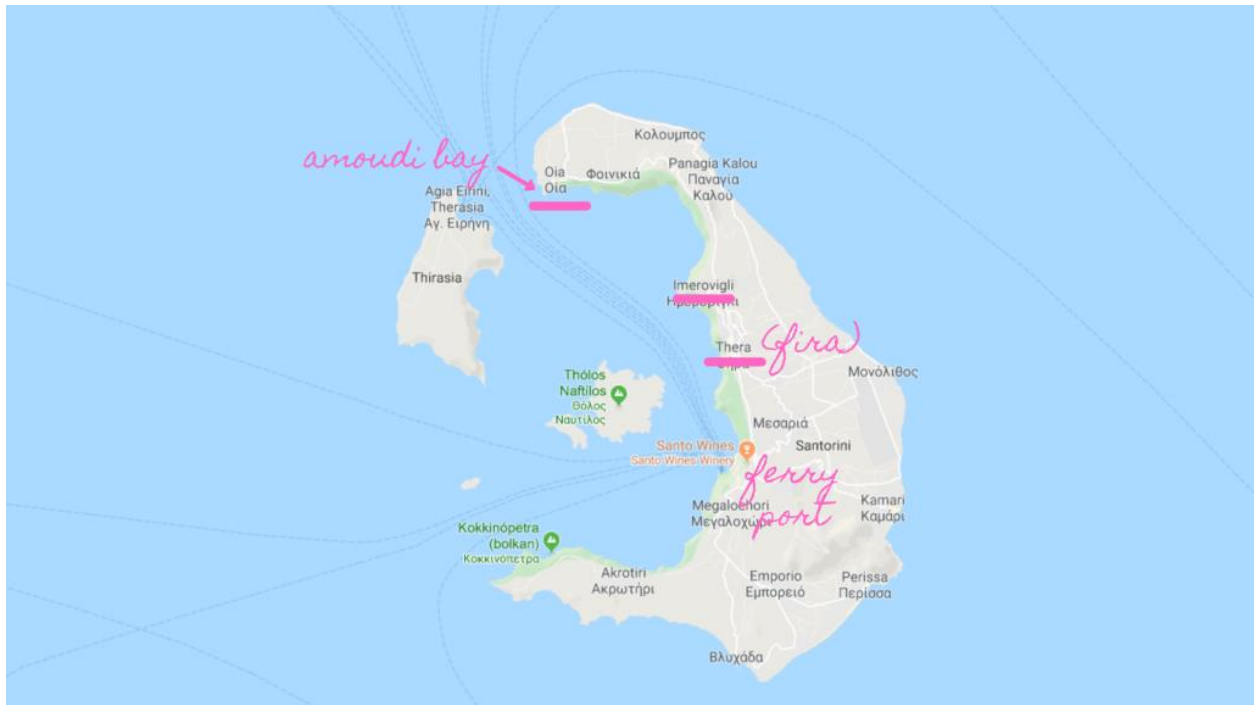 Κολουμπος
amoudi bay
Panagia Kalou
Παναγία
Καλού
Oia
Οία
Φοινικιά
Agia Eirini,
Therasia
Αγ. Ειρήνη
Thirasia
Imerovigli
Thera
(fira)
Μονόλιθος
Thólos
Naftílos
Θόλος
Ναυτίλος
Μεσαριά
Santo Wines
Santo Wines Winery
Santorini
ferry
port
Megalochori
Μεγαλοχώρι
Kamari
Καμάρι
Kokkinópetra
(bolkan)
Κοκκινόπετρα
Akrotiri
Ακρωτήρι
Emporio
Εμπορειό
Perissa
Περίσσα
Βλυχάδα